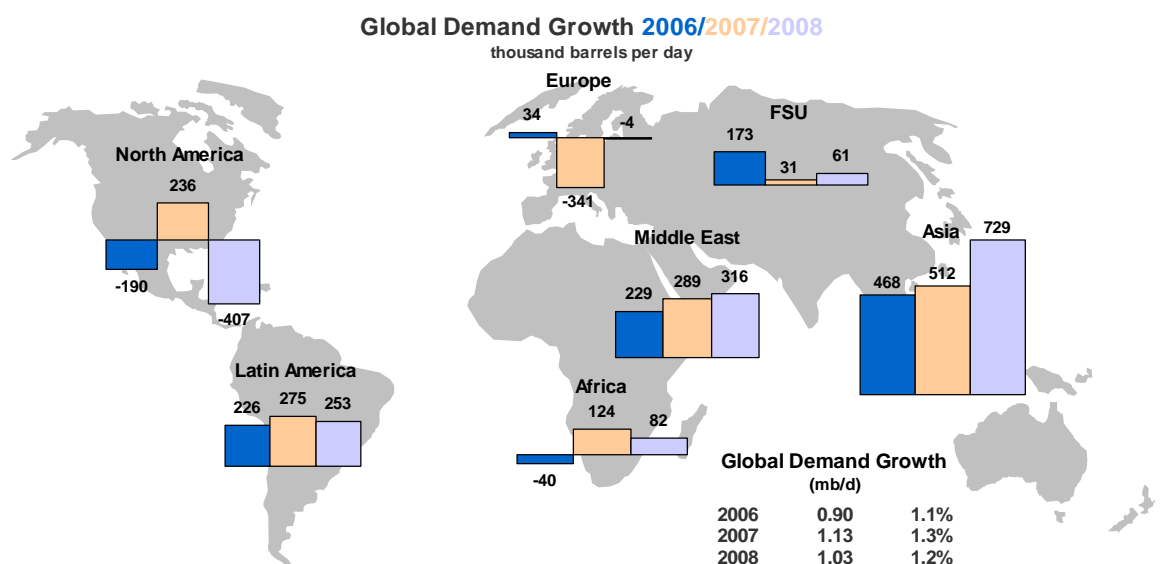 Global Demand Growth 2006/2007/2008
thousand barrels per day
Europe
34
-4
-341
FSU
173
31
61
North America
236
-190
-407
Middle East
229
289
316
Asia
468
512
729
Latin America
226
275
253
Africa
124
82
-40
Global Demand Growth
(mb/d)
2006 0.90 1.1%
2007 1.13 1.3%
2008 1.03 1.2%